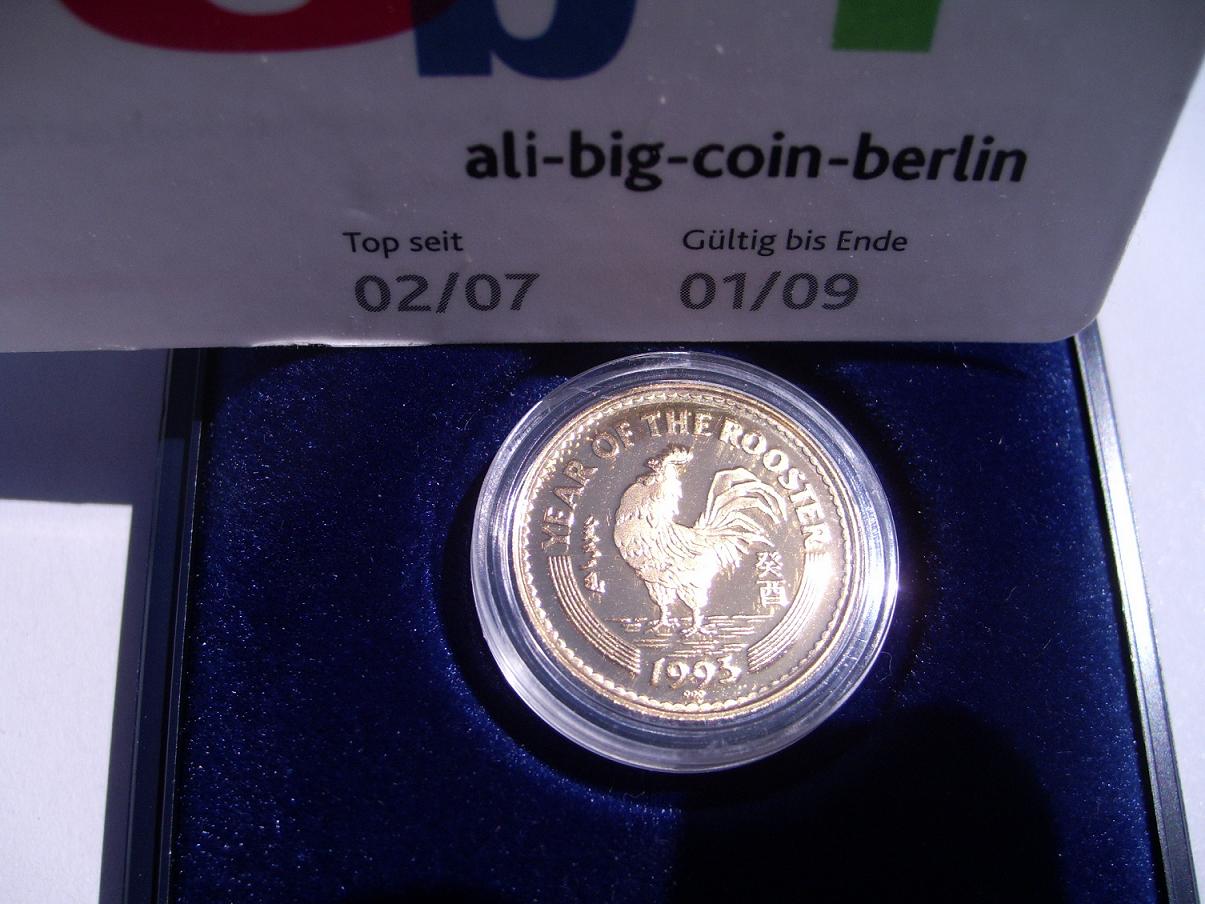 ali-big-coin-berlin
Top seit
Gültig bis Ende
02/07
01/09
YEAR OF THE ROOSTER
癸酉
1993
999